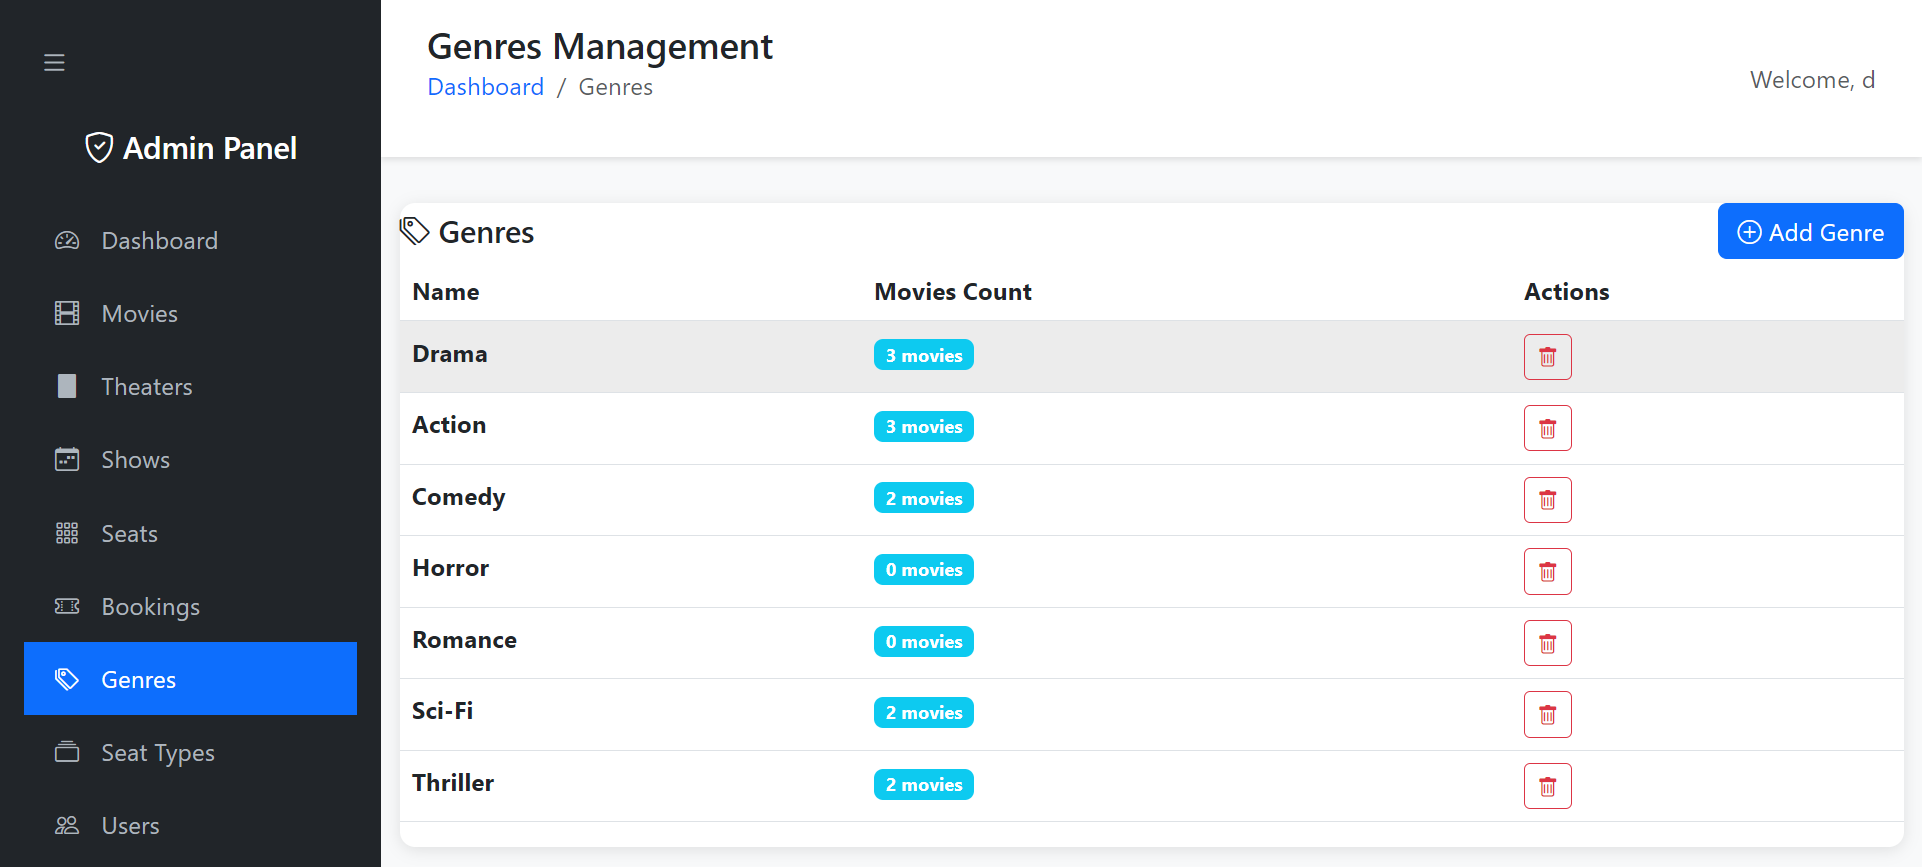 Admin Panel
Dashboard
Movies
Theaters
Shows
Seats
Bookings
Genres
Seat Types
Users
Genres Management
Dashboard / Genres
Welcome, d
Genres
Add Genre
Name Movies Count Actions
Drama 3 movies
Action 3 movies
Comedy 2 movies
Horror 0 movies
Romance 0 movies
Sci-Fi 2 movies
Thriller 2 movies